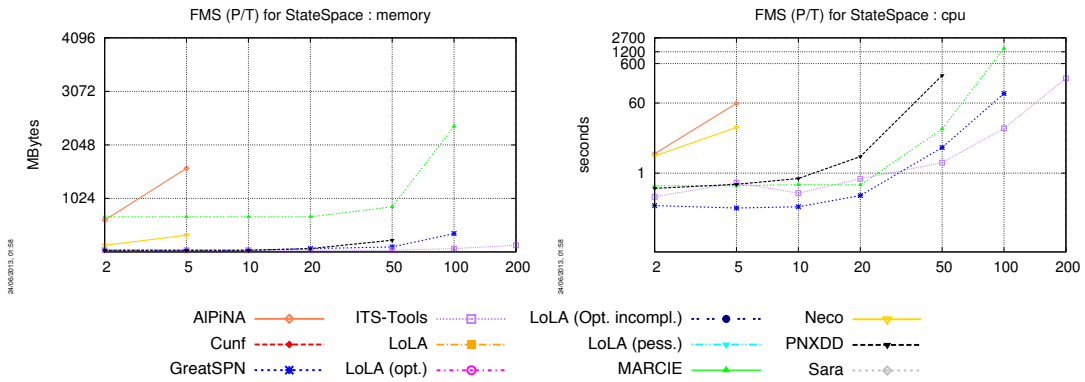 FMS (P/T) for StateSpace : memory
4096
3072
2048
1024
MBytes
2 5 10 20 50 100 200
24/06/2013, 01:58
FMS (P/T) for StateSpace : cpu
2700
1200
600
60
1
seconds
2 5 10 20 50 100 200
24/06/2013, 01:58
AlPiNA ITS-Tools LoLA (Opt. incompl.) Neco
Cunf LoLA LoLA (pess.) PNXDD
GreatSPN LoLA (opt.) MARCIE Sara